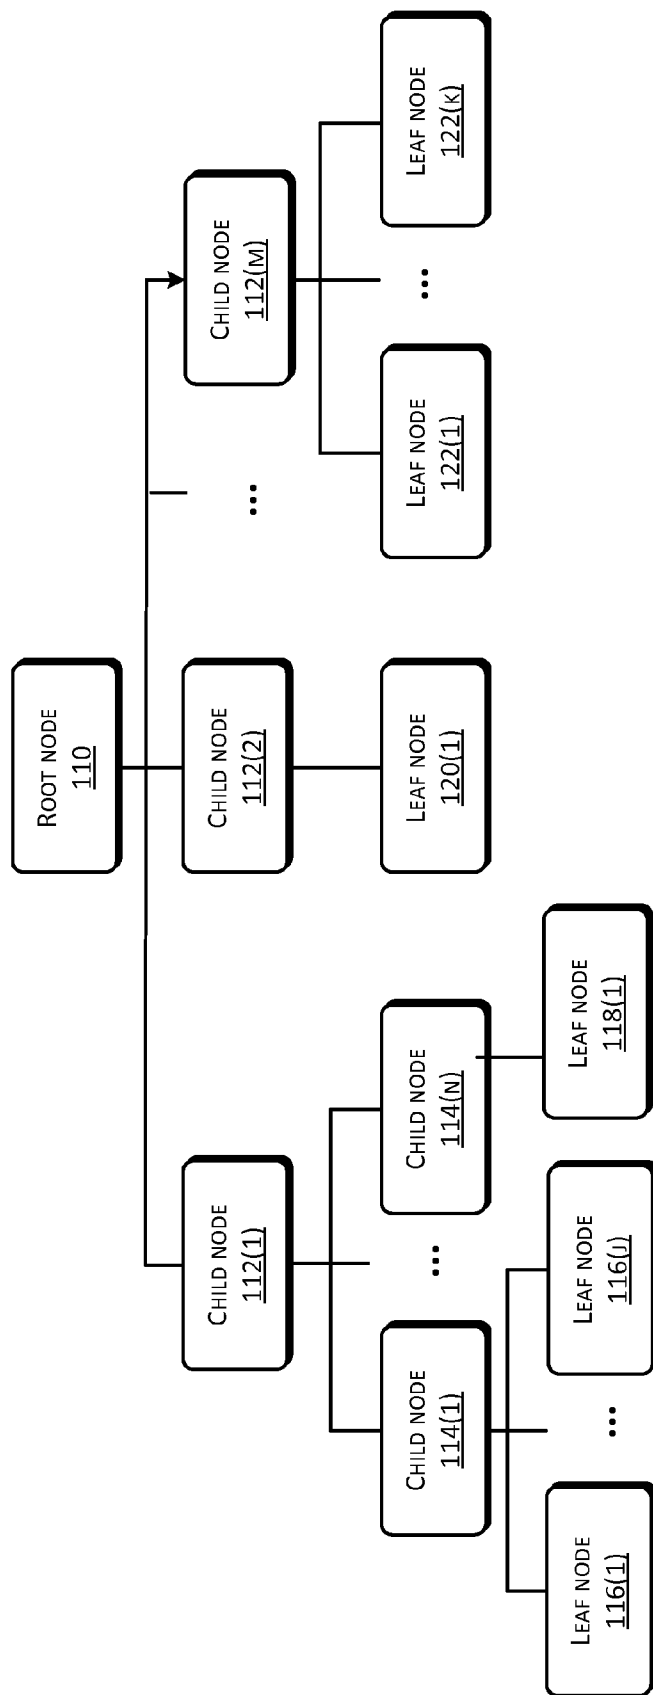 ROOT NODE
110
CHILD NODE
112(1)
CHILD NODE
112(2)
...
CHILD NODE
112(M)
CHILD NODE
114(1)
...
CHILD NODE
114(N)
LEAF NODE
120(1)
LEAF NODE
122(1)
...
LEAF NODE
122(K)
LEAF NODE
116(1)
...
LEAF NODE
116(J)
LEAF NODE
118(1)